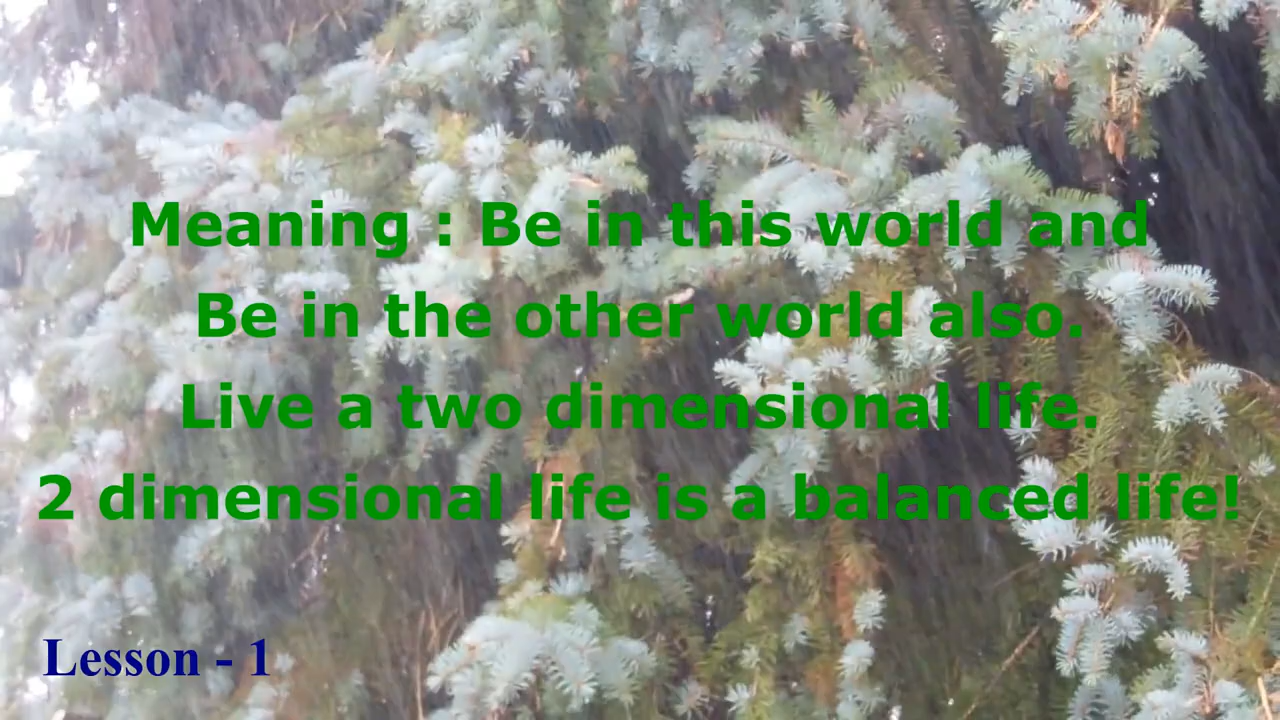 Meaning : Be in this world and
Be in the other world also.
Live a two dimensional life.
2 dimensional life is a balanced life!
Lesson - 1